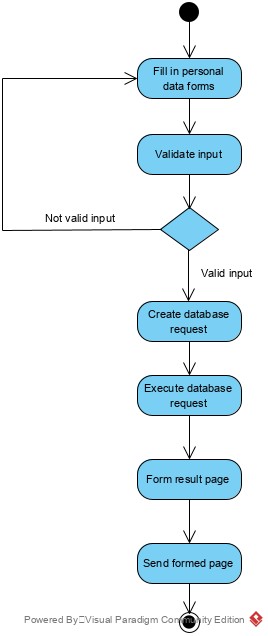 Fill in personal
data forms
Validate input
Not valid input
Valid input
Create database
request
Execute database
request
Form result page
Send formed page
Powered By Visual Paradigm Community Edition